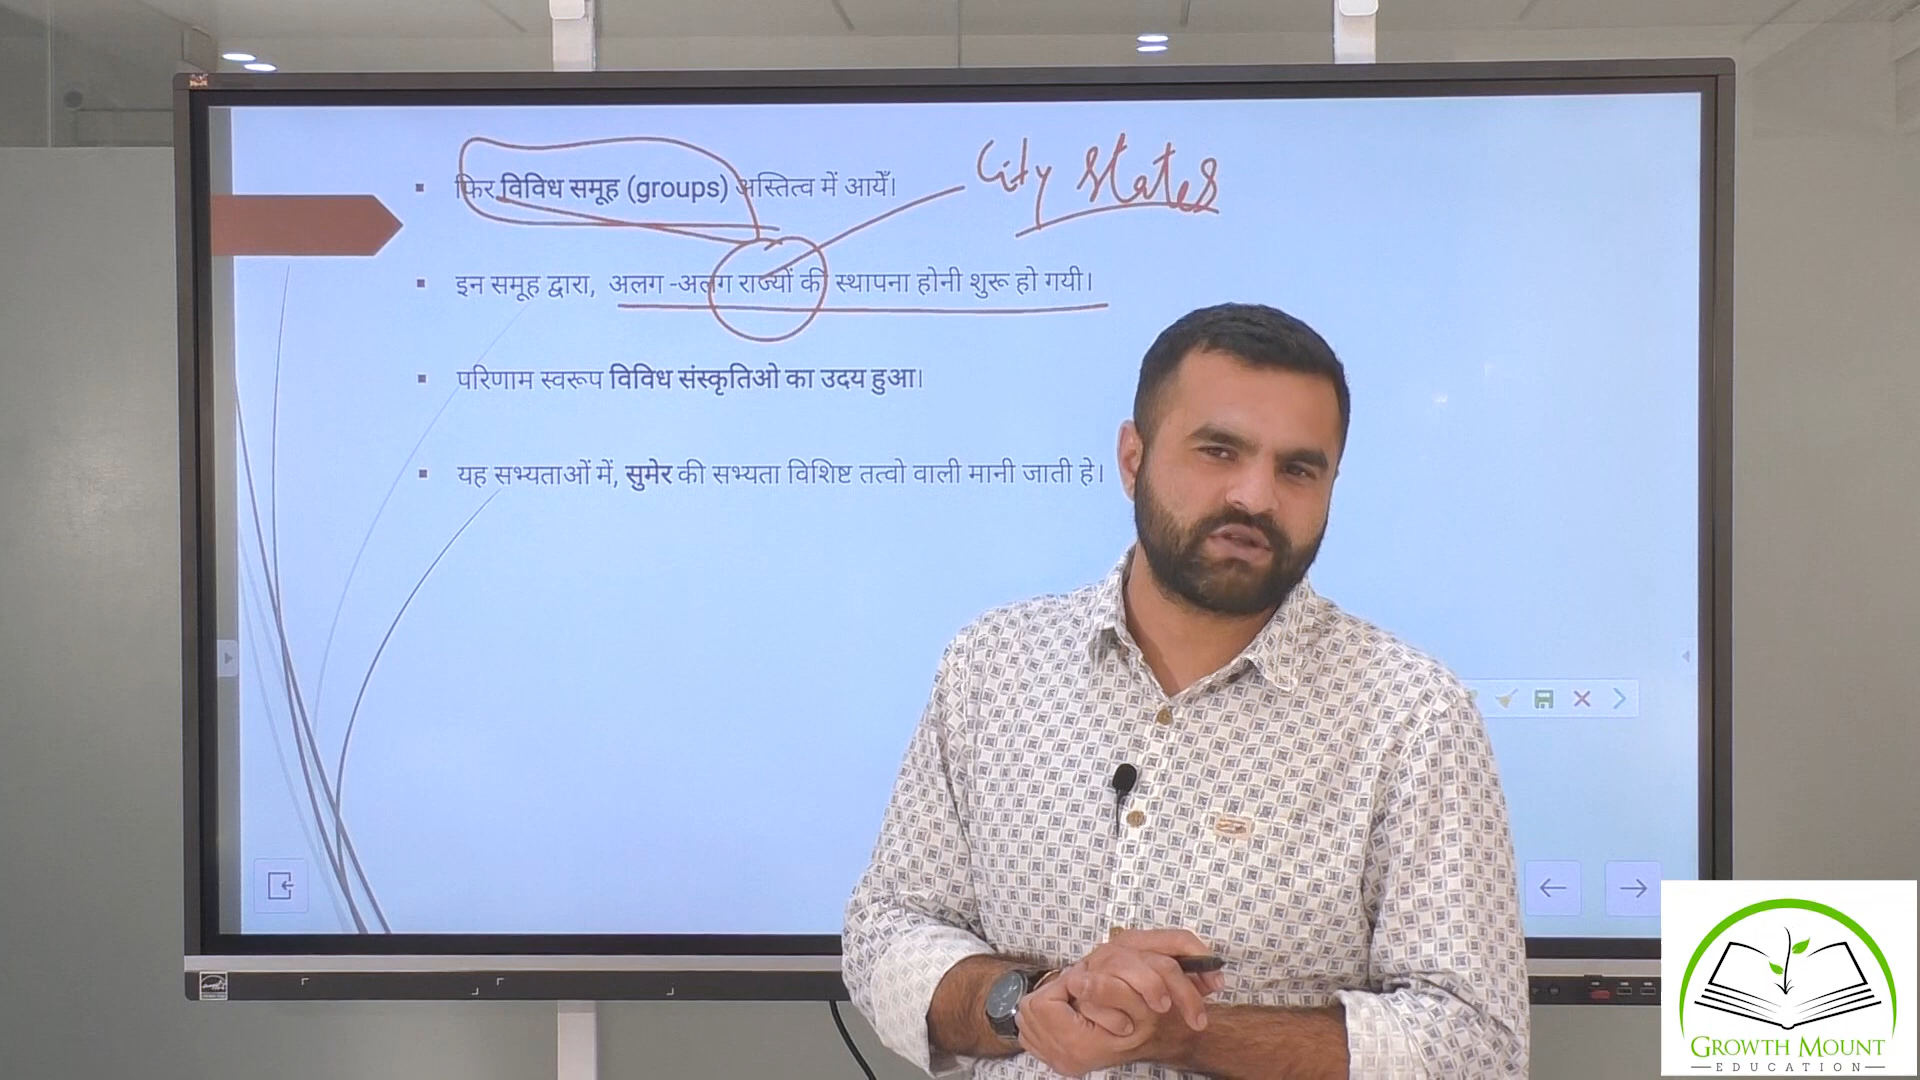 फिर विविध समूह (groups) अस्तित्व में आयेँ।
City States
इन समूह द्वारा, अलग -अलग राज्यों की स्थापना होनी शुरू हो गयी।
परिणाम स्वरूप विविध संस्कृतिओ का उदय हुआ।
यह सभ्यताओं में, सुमेर की सभ्यता विशिष्ट तत्वो वाली मानी जाती हे।
GROWTH MOUNT
EDUCATION